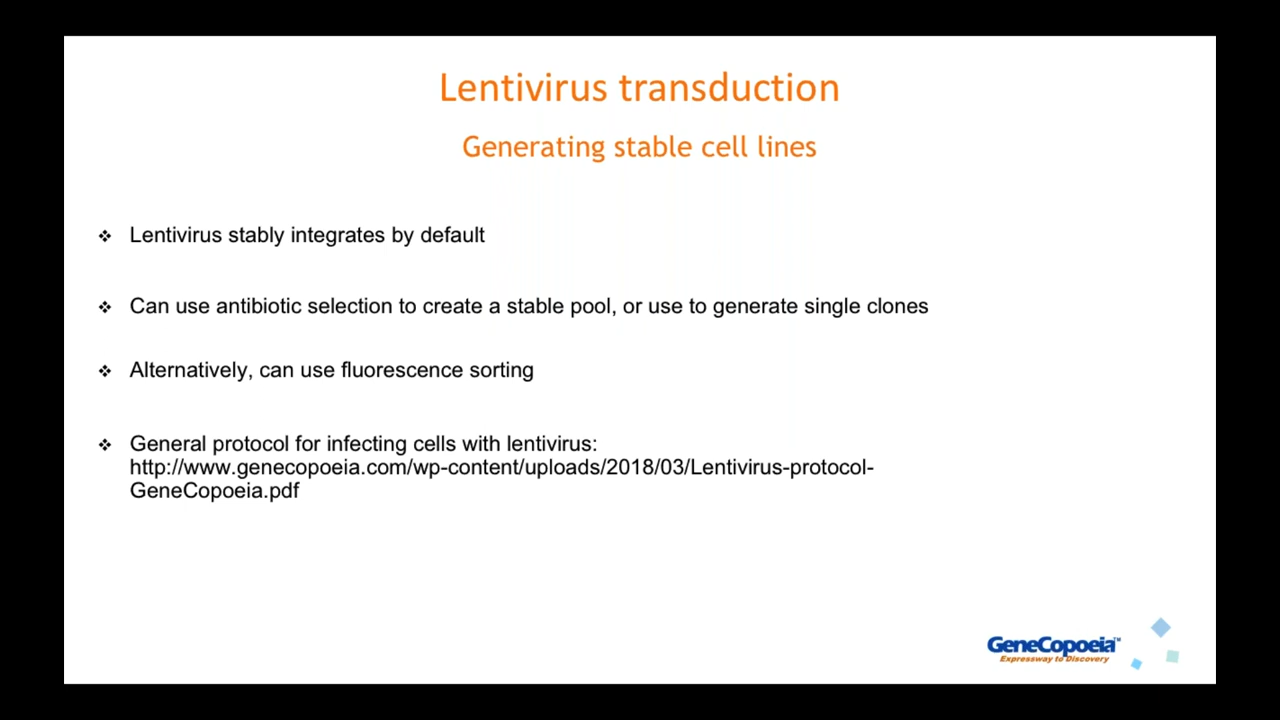 Lentivirus transduction
Generating stable cell lines
❖ Lentivirus stably integrates by default
❖ Can use antibiotic selection to create a stable pool, or use to generate single clones
❖ Alternatively, can use fluorescence sorting
❖ General protocol for infecting cells with lentivirus:
http://www.genecopoeia.com/wp-content/uploads/2018/03/Lentivirus-protocol-
GeneCopoeia.pdf
GeneCopoeia™
Expressway to Discovery